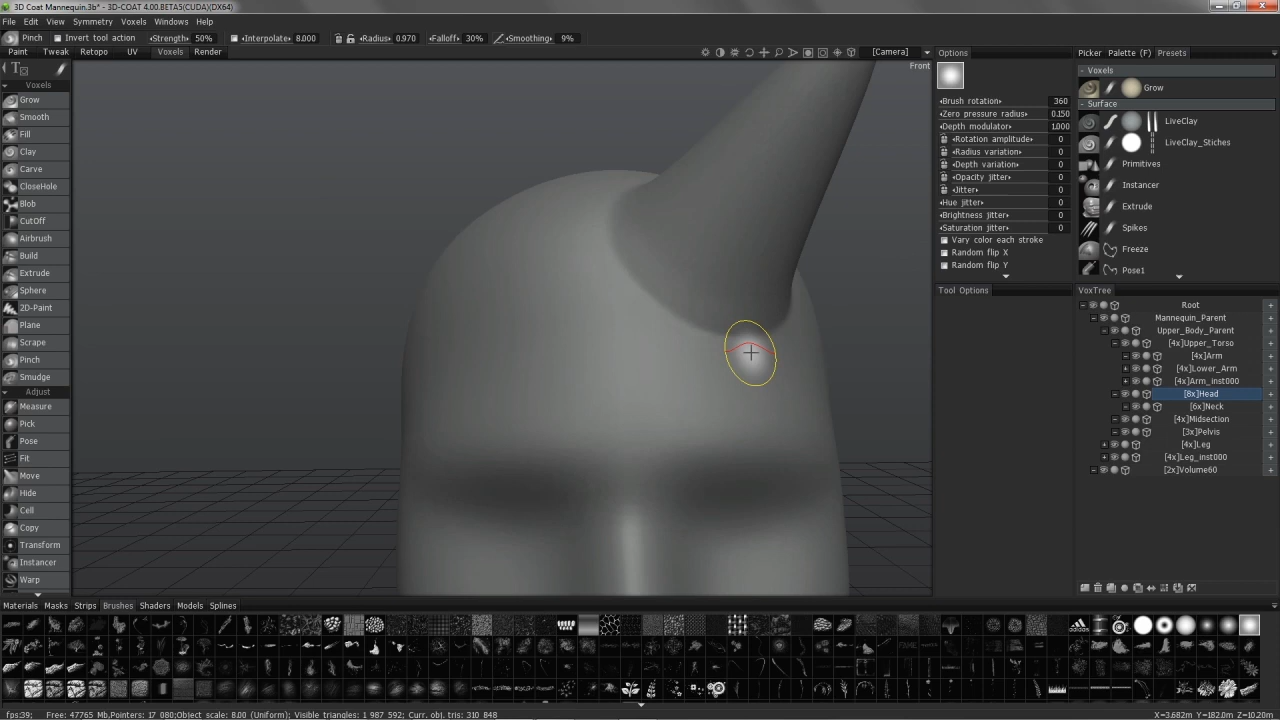 3D Coat Mannequin.3b* - 3D-COAT 4.00.BETA5(CUDA)(DX64)
File Edit View Symmetry Voxels Windows Help
Pinch Invert tool action Strength: 50% Interpolate: 8.000 Radius: 0.970 Falloff: 30% Smoothing: 9%
Paint Tweak Retopo UV Voxels Render [Camera]
Front
Voxels
Grow
Smooth
Fill
Clay
Carve
CloseHole
Blob
CutOff
Airbrush
Build
Extrude
Sphere
2D-Paint
Plane
Scrape
Pinch
Smudge
Adjust
Measure
Pick
Pose
Fit
Move
Hide
Cell
Copy
Transform
Instancer
Warp
Options
Brush rotation: 360
Zero pressure radius: 0.150
Depth modulator: 1.000
Rotation amplitude: 0
Radius variation: 0
Depth variation: 0
Opacity jitter: 0
Jitter: 0
Hue jitter: 0
Brightness jitter: 0
Saturation jitter: 0
Vary color each stroke
Random flip X
Random flip Y
Tool Options
Picker Palette (F) Presets
- Voxels
Grow
- Surface
LiveClay
LiveClay_Stiches
Primitives
Instancer
Extrude
Spikes
Freeze
Pose1
VoxTree
Root
Mannequin_Parent
Upper_Body_Parent
[4x]Upper_Torso
[4x]Arm
[4x]Lower_Arm
[4x]Arm_inst000
[8x]Head
[6x]Neck
[4x]Midsection
[3x]Pelvis
[4x]Leg
[4x]Leg_inst000
[2x]Volume60
Materials Masks Strips Brushes Shaders Models Splines
adidas
fps:39; Free: 47765 Mb,Pointers: 17 080;Object scale: 8.00 (Uniform); Visible triangles: 1 987 592; Curr. obj. tris: 310 848 X=3.682m Y=182.0m Z=10.20m